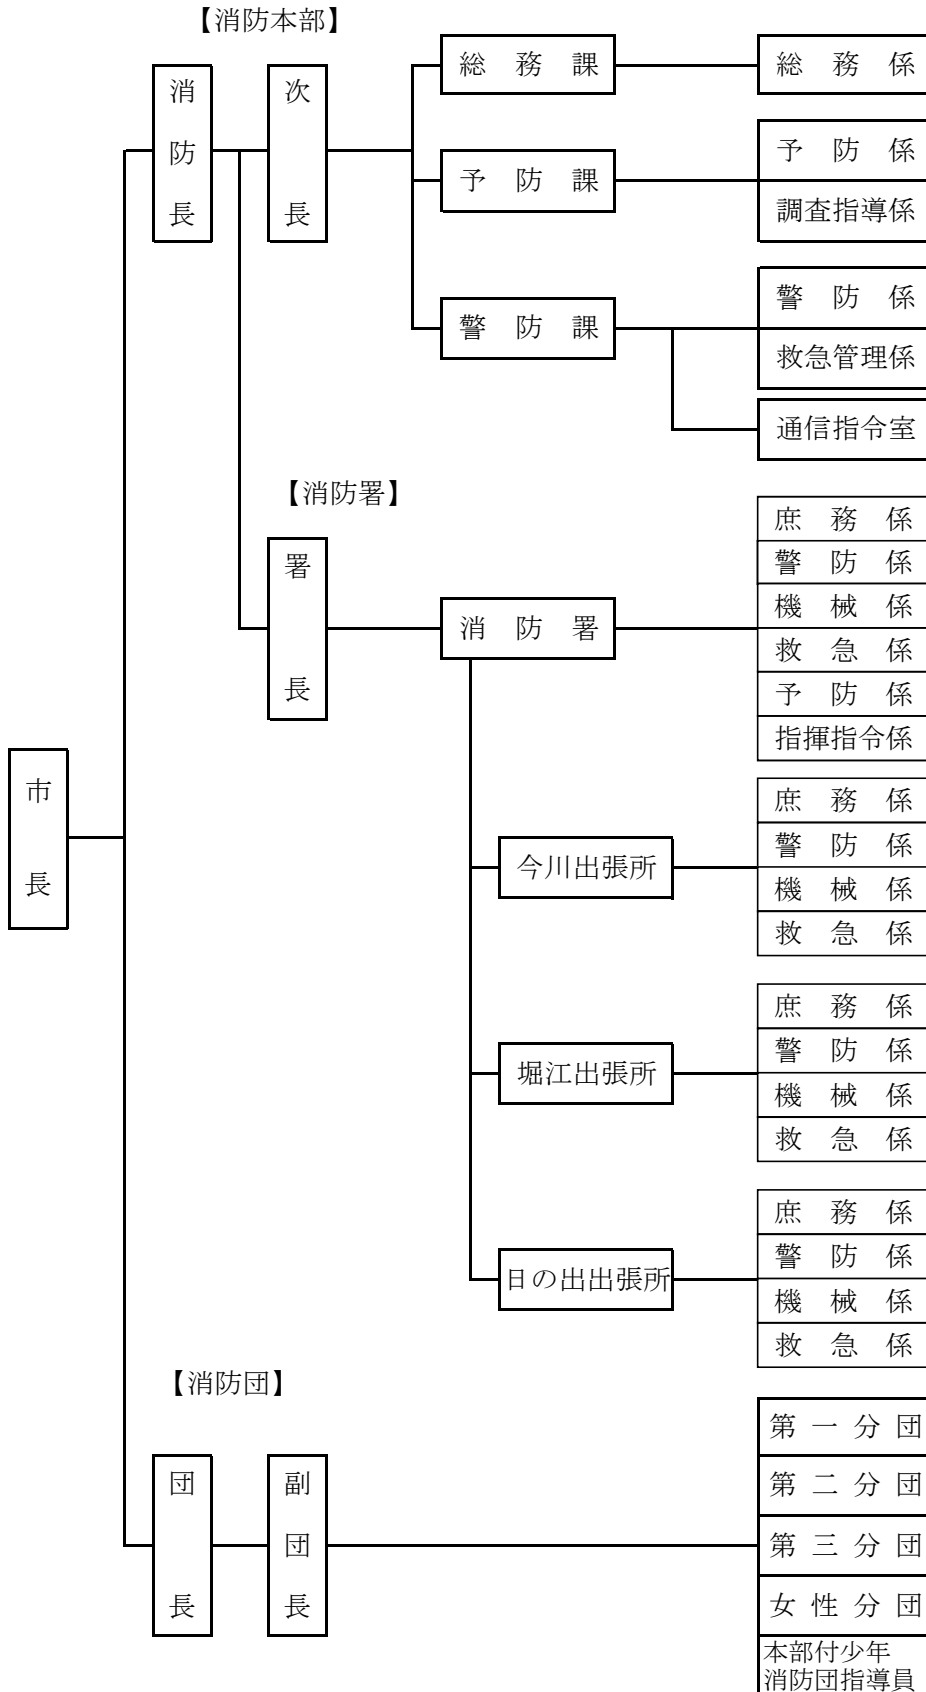 【消防本部】
消防長
次長
総務課
総務係
予防課
予防係
調査指導係
警防課
警防係
救急管理係
通信指令室
【消防署】
署長
消防署
庶務係
警防係
機械係
救急係
予防係
指揮指令係
市長
今川出張所
庶務係
警防係
機械係
救急係
堀江出張所
庶務係
警防係
機械係
救急係
日の出出張所
庶務係
警防係
機械係
救急係
【消防団】
団長
副団長
第一分団
第二分団
第三分団
女性分団
本部付少年
消防団指導員